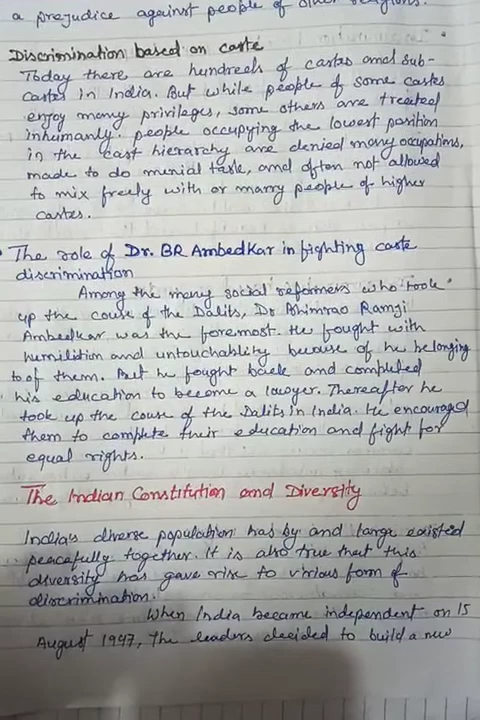 a prejudice against people of other religions.
Discrimination based on caste
Today there are hundreds of castes and sub-
castes in India. But while people of some castes
enjoy many privileges, some others are treated
inhumanly. people occupying the lowest position
in the cast hierarchy are denied many occupations,
made to do menial task, and often not allowed
to mix freely with or marry people of higher
castes.
The role of Dr. BR Ambedkar in fighting caste
discrimination
Among the many social reformers who took
up the couse of the Dalits, Dr Bhimrao Ramji
Ambedkar was the foremost. He fought with
humilition and untouchablity because of he belonging
to of them. But he fought back and completed
his education to become a lawyer. Thereafter he
took up the couse of the Dalits in India. He encouraged
them to complete their education and fight for
equal rights.
The Indian Constitution and Diversity
India's diverse population has by and large existed
peacefully together. It is also true that this
diversity has gave rise to virious form of
discrimination.
When India became independent on 15
August 1947, The leaders decided to build a new